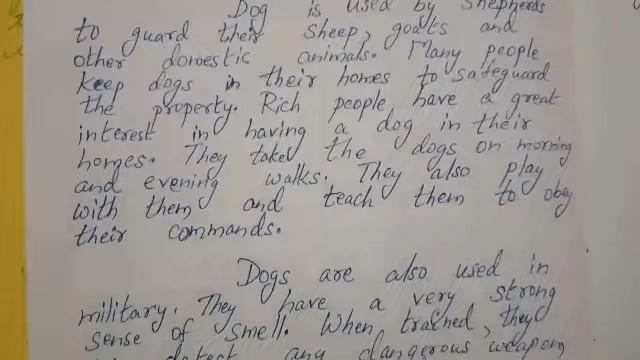 Dog is used by Shepherds
to guard their sheep, goats and
other domestic animals. Many people
keep dogs in their homes to safeguard
the property. Rich people have a great
interest in having a dog in their
homes. They take the dogs on morning
and evening walks. They also play
with them and teach them to obey
their commands.
Dogs are also used in
military. They have a very strong
sense of smell. When trained, they
detect any dangerous weapon